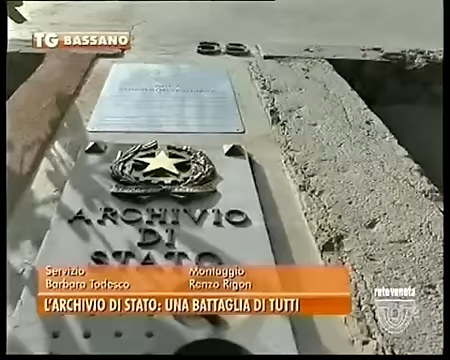 TG BASSANO
ARCHIVIO
DI
STATO
Servizio Montaggio
Barbara Todesco Renzo Rigon
L'ARCHIVIO DI STATO: UNA BATTAGLIA DI TUTTI
reteveneta